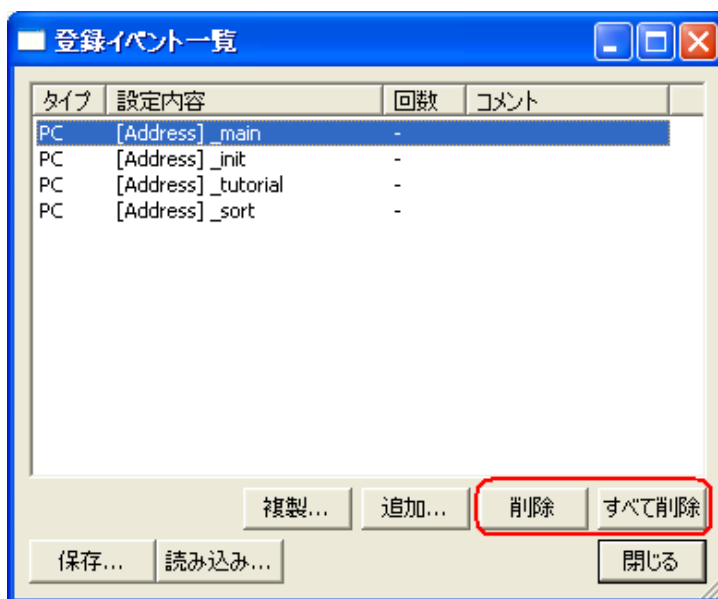 登録イベント一覧
タイプ 設定内容 回数 コメント
PC [Address] _main -
PC [Address] _init -
PC [Address] _tutorial -
PC [Address] _sort -
複製... 追加... 削除 すべて削除
保存... 読み込み... 閉じる